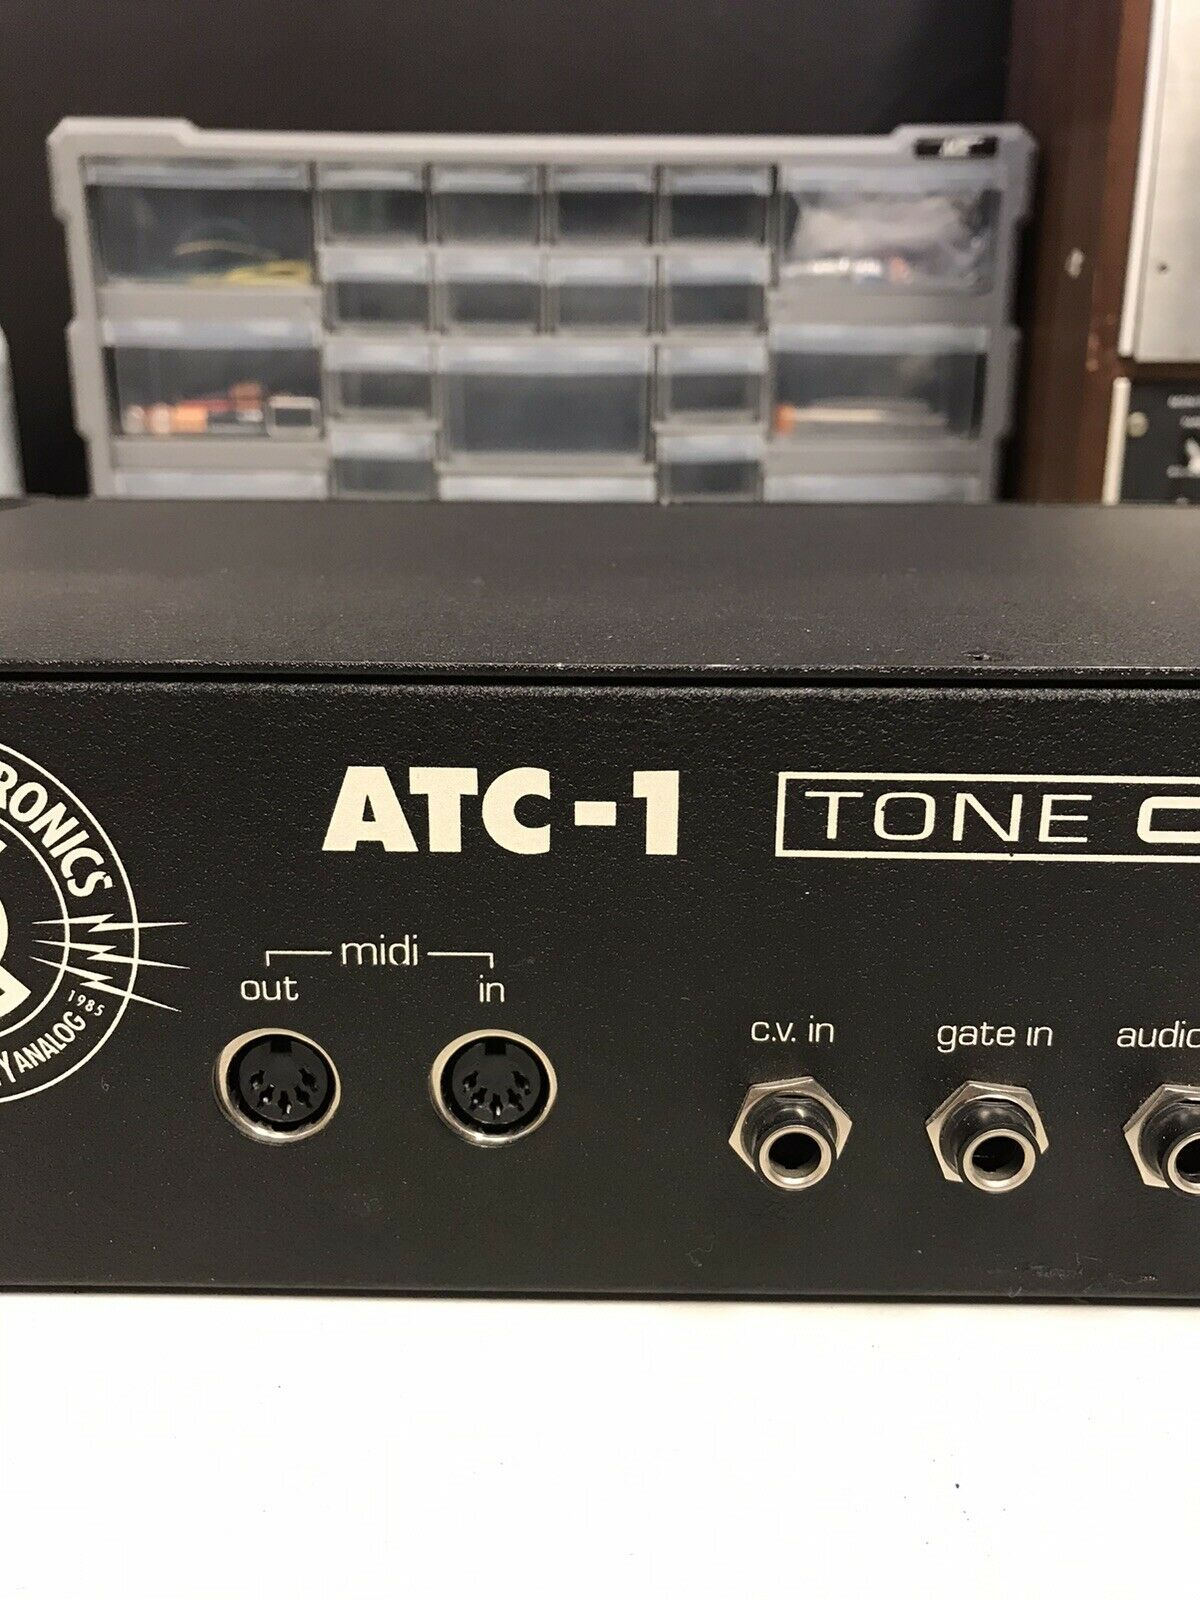 RONICS
ATC-1
TONE C
midi
out
in
1985
Y ANALOG
c.v. in
gate in
audio